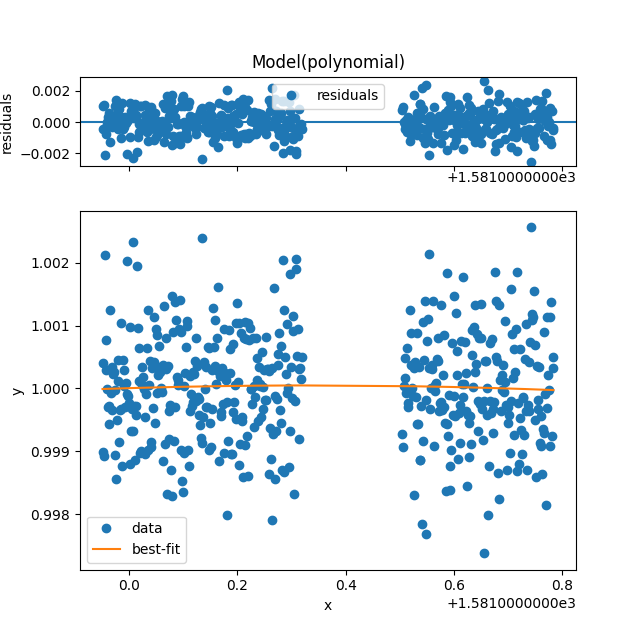 Model(polynomial)
residuals
0.002
0.000
−0.002
residuals
+1.5810000000e3
y
1.002
1.001
1.000
0.999
0.998
data
best-fit
0.0 0.2 0.4 0.6 0.8
x
+1.5810000000e3